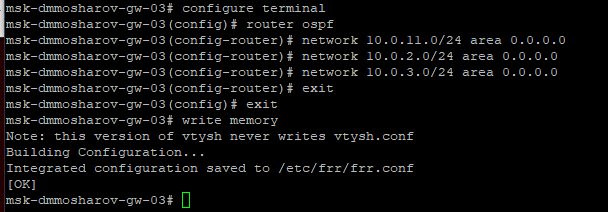 msk-dmmosharov-gw-03# configure terminal
msk-dmmosharov-gw-03(config)# router ospf
msk-dmmosharov-gw-03(config-router)# network 10.0.11.0/24 area 0.0.0.0
msk-dmmosharov-gw-03(config-router)# network 10.0.2.0/24 area 0.0.0.0
msk-dmmosharov-gw-03(config-router)# network 10.0.3.0/24 area 0.0.0.0
msk-dmmosharov-gw-03(config-router)# exit
msk-dmmosharov-gw-03(config)# exit
msk-dmmosharov-gw-03# write memory
Note: this version of vtysh never writes vtysh.conf
Building Configuration...
Integrated configuration saved to /etc/frr/frr.conf
[OK]
msk-dmmosharov-gw-03#